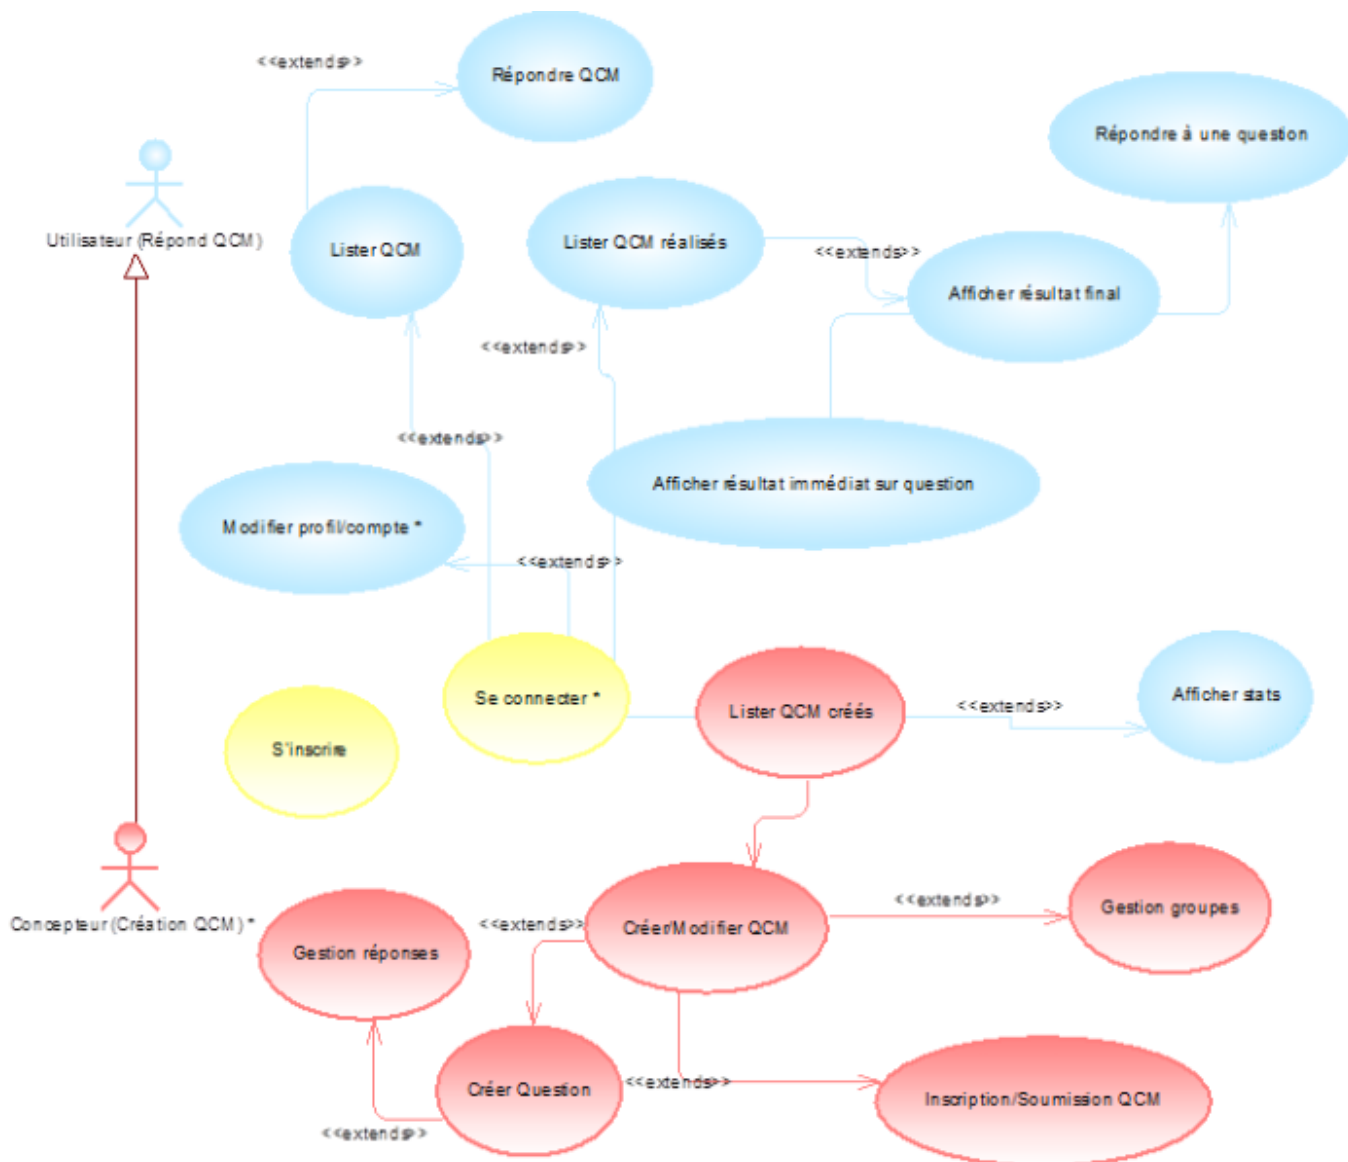 <<extends>>
Répondre QCM
Répondre à une question
Utilisateur (Répond QCM)
Lister QCM
Lister QCM réalisés
<<extends>>
Afficher résultat final
<<extends>>
<<extends>>
Afficher résultat immédiat sur question
Modifier profil/compte *
<<extends>>
Se connecter *
Lister QCM créés
<<extends>>
Afficher stats
S'inscrire
Concepteur (Création QCM) *
Gestion réponses
<<extends>>
Créer/Modifier QCM
<<extends>>
Gestion groupes
Créer Question
<<extends>>
Inscription/Soumission QCM
<<extends>>